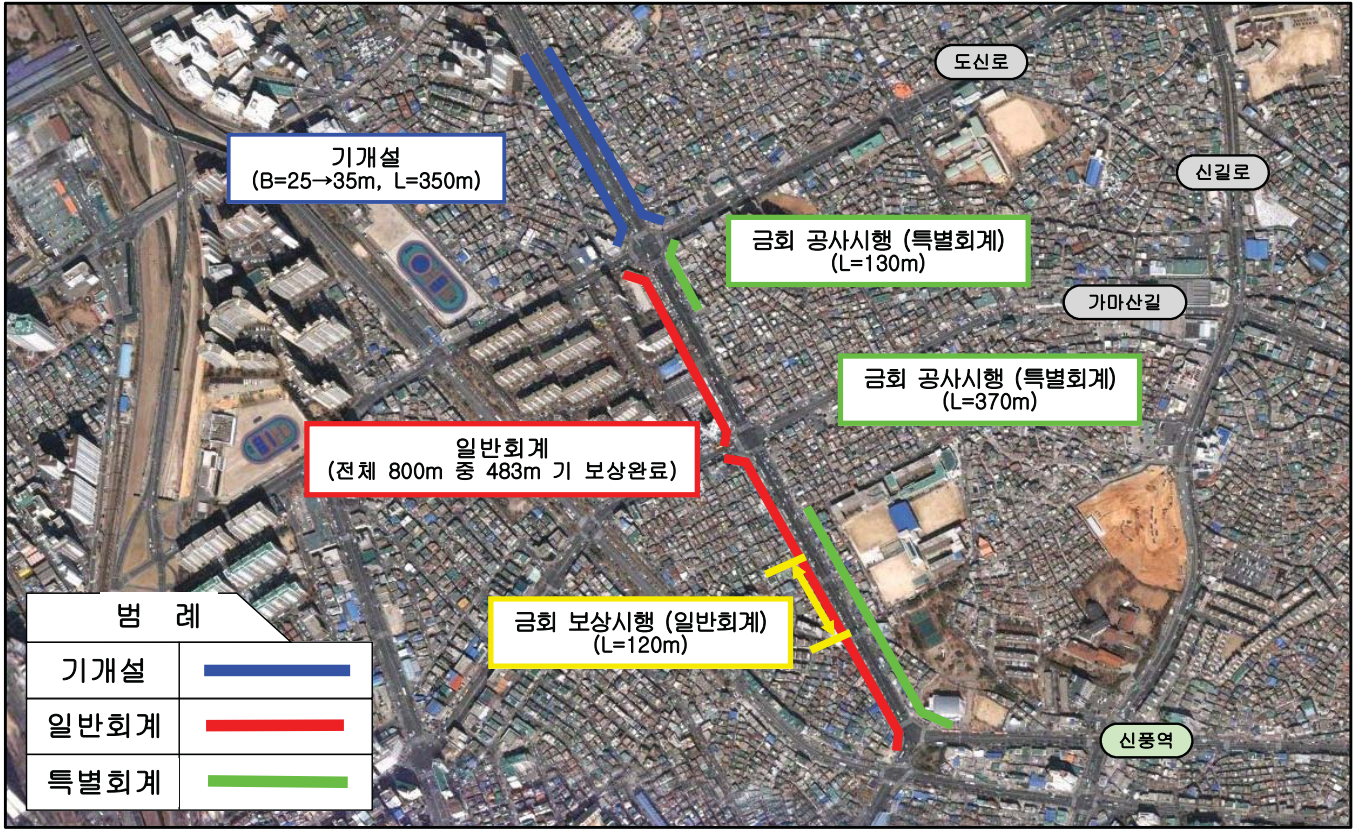 도신로
기개설
(B=25→35m, L=350m)
신길로
금회 공사시행 (특별회계)
(L=130m)
가마산길
금회 공사시행 (특별회계)
(L=370m)
일반회계
(전체 800m 중 483m 기 보상완료)
금회 보상시행 (일반회계)
(L=120m)
범 례
기개설
일반회계
특별회계
신풍역